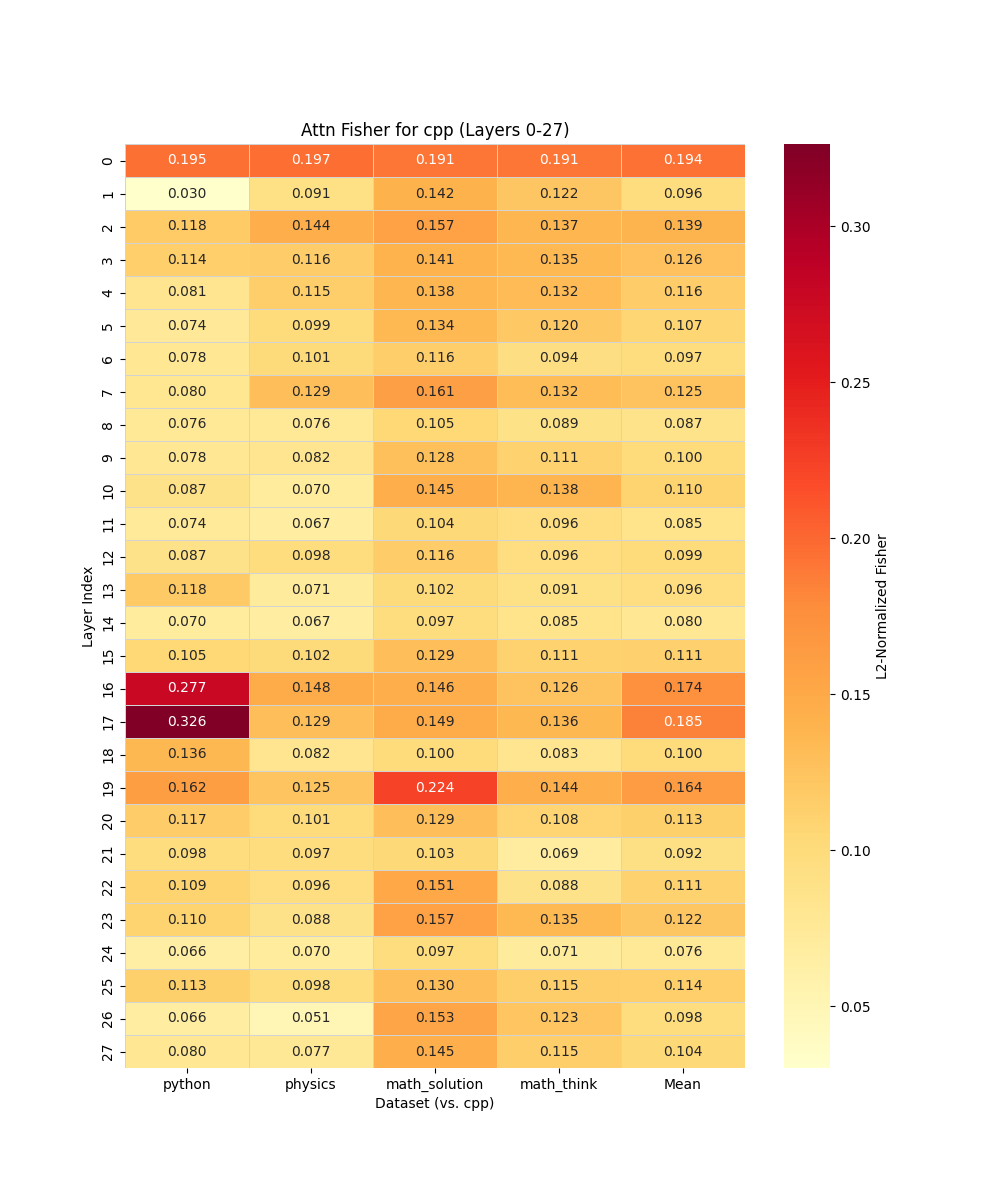 Attn Fisher for cpp (Layers 0-27)
0 0.195 0.197 0.191 0.191 0.194
1 0.030 0.091 0.142 0.122 0.096
2 0.118 0.144 0.157 0.137 0.139
3 0.114 0.116 0.141 0.135 0.126
4 0.081 0.115 0.138 0.132 0.116
5 0.074 0.099 0.134 0.120 0.107
6 0.078 0.101 0.116 0.094 0.097
7 0.080 0.129 0.161 0.132 0.125
8 0.076 0.076 0.105 0.089 0.087
9 0.078 0.082 0.128 0.111 0.100
10 0.087 0.070 0.145 0.138 0.110
11 0.074 0.067 0.104 0.096 0.085
12 0.087 0.098 0.116 0.096 0.099
13 0.118 0.071 0.102 0.091 0.096
14 0.070 0.067 0.097 0.085 0.080
15 0.105 0.102 0.129 0.111 0.111
16 0.277 0.148 0.146 0.126 0.174
17 0.326 0.129 0.149 0.136 0.185
18 0.136 0.082 0.100 0.083 0.100
19 0.162 0.125 0.224 0.144 0.164
20 0.117 0.101 0.129 0.108 0.113
21 0.098 0.097 0.103 0.069 0.092
22 0.109 0.096 0.151 0.088 0.111
23 0.110 0.088 0.157 0.135 0.122
24 0.066 0.070 0.097 0.071 0.076
25 0.113 0.098 0.130 0.115 0.114
26 0.066 0.051 0.153 0.123 0.098
27 0.080 0.077 0.145 0.115 0.104
python physics math_solution math_think Mean
Dataset (vs. cpp)
Layer Index
0.30
0.25
0.20
0.15
0.10
0.05
L2-Normalized Fisher